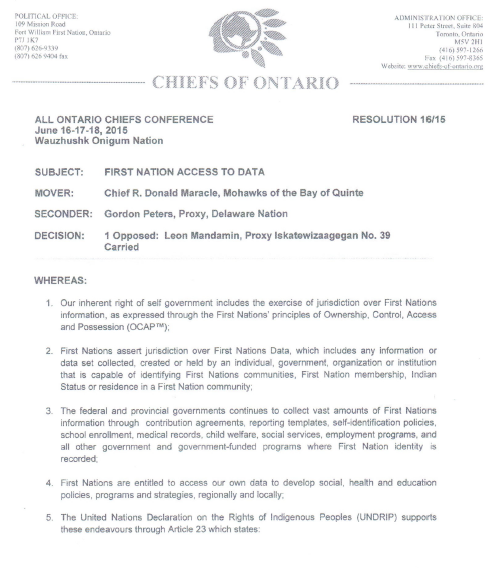 POLITICAL OFFICE:
109 Mission Road
Fort William First Nation, Ontario
P7J 1K7
(807) 626-9339
(807) 626 9404 fax
ADMINISTRATION OFFICE:
111 Peter Street, Suite 804
Toronto, Ontario
M5V 2H1
(416) 597-1266
Fax (416) 597-8365
Website: www.chiefs-of-ontario.org
CHIEFS OF ONTARIO
ALL ONTARIO CHIEFS CONFERENCE
June 16-17-18, 2015
Wauzhushk Onigum Nation
RESOLUTION 16/15
SUBJECT: FIRST NATION ACCESS TO DATA
MOVER: Chief R. Donald Maracle, Mohawks of the Bay of Quinte
SECONDER: Gordon Peters, Proxy, Delaware Nation
DECISION: 1 Opposed: Leon Mandamin, Proxy Iskatewizaagegan No. 39
Carried
WHEREAS:
1. Our inherent right of self government includes the exercise of jurisdiction over First Nations
information, as expressed through the First Nations' principles of Ownership, Control, Access
and Possession (OCAP™);
2. First Nations assert jurisdiction over First Nations Data, which includes any information or
data set collected, created or held by an individual, government, organization or institution
that is capable of identifying First Nations communities, First Nation membership, Indian
Status or residence in a First Nation community;
3. The federal and provincial governments continues to collect vast amounts of First Nations
information through contribution agreements, reporting templates, self-identification policies,
school enrollment, medical records, child welfare, social services, employment programs, and
all other government and government-funded programs where First Nation identity is
recorded;
4. First Nations are entitled to access our own data to develop social, health and education
policies, programs and strategies, regionally and locally;
5. The United Nations Declaration on the Rights of Indigenous Peoples (UNDRIP) supports
these endeavours through Article 23 which states: